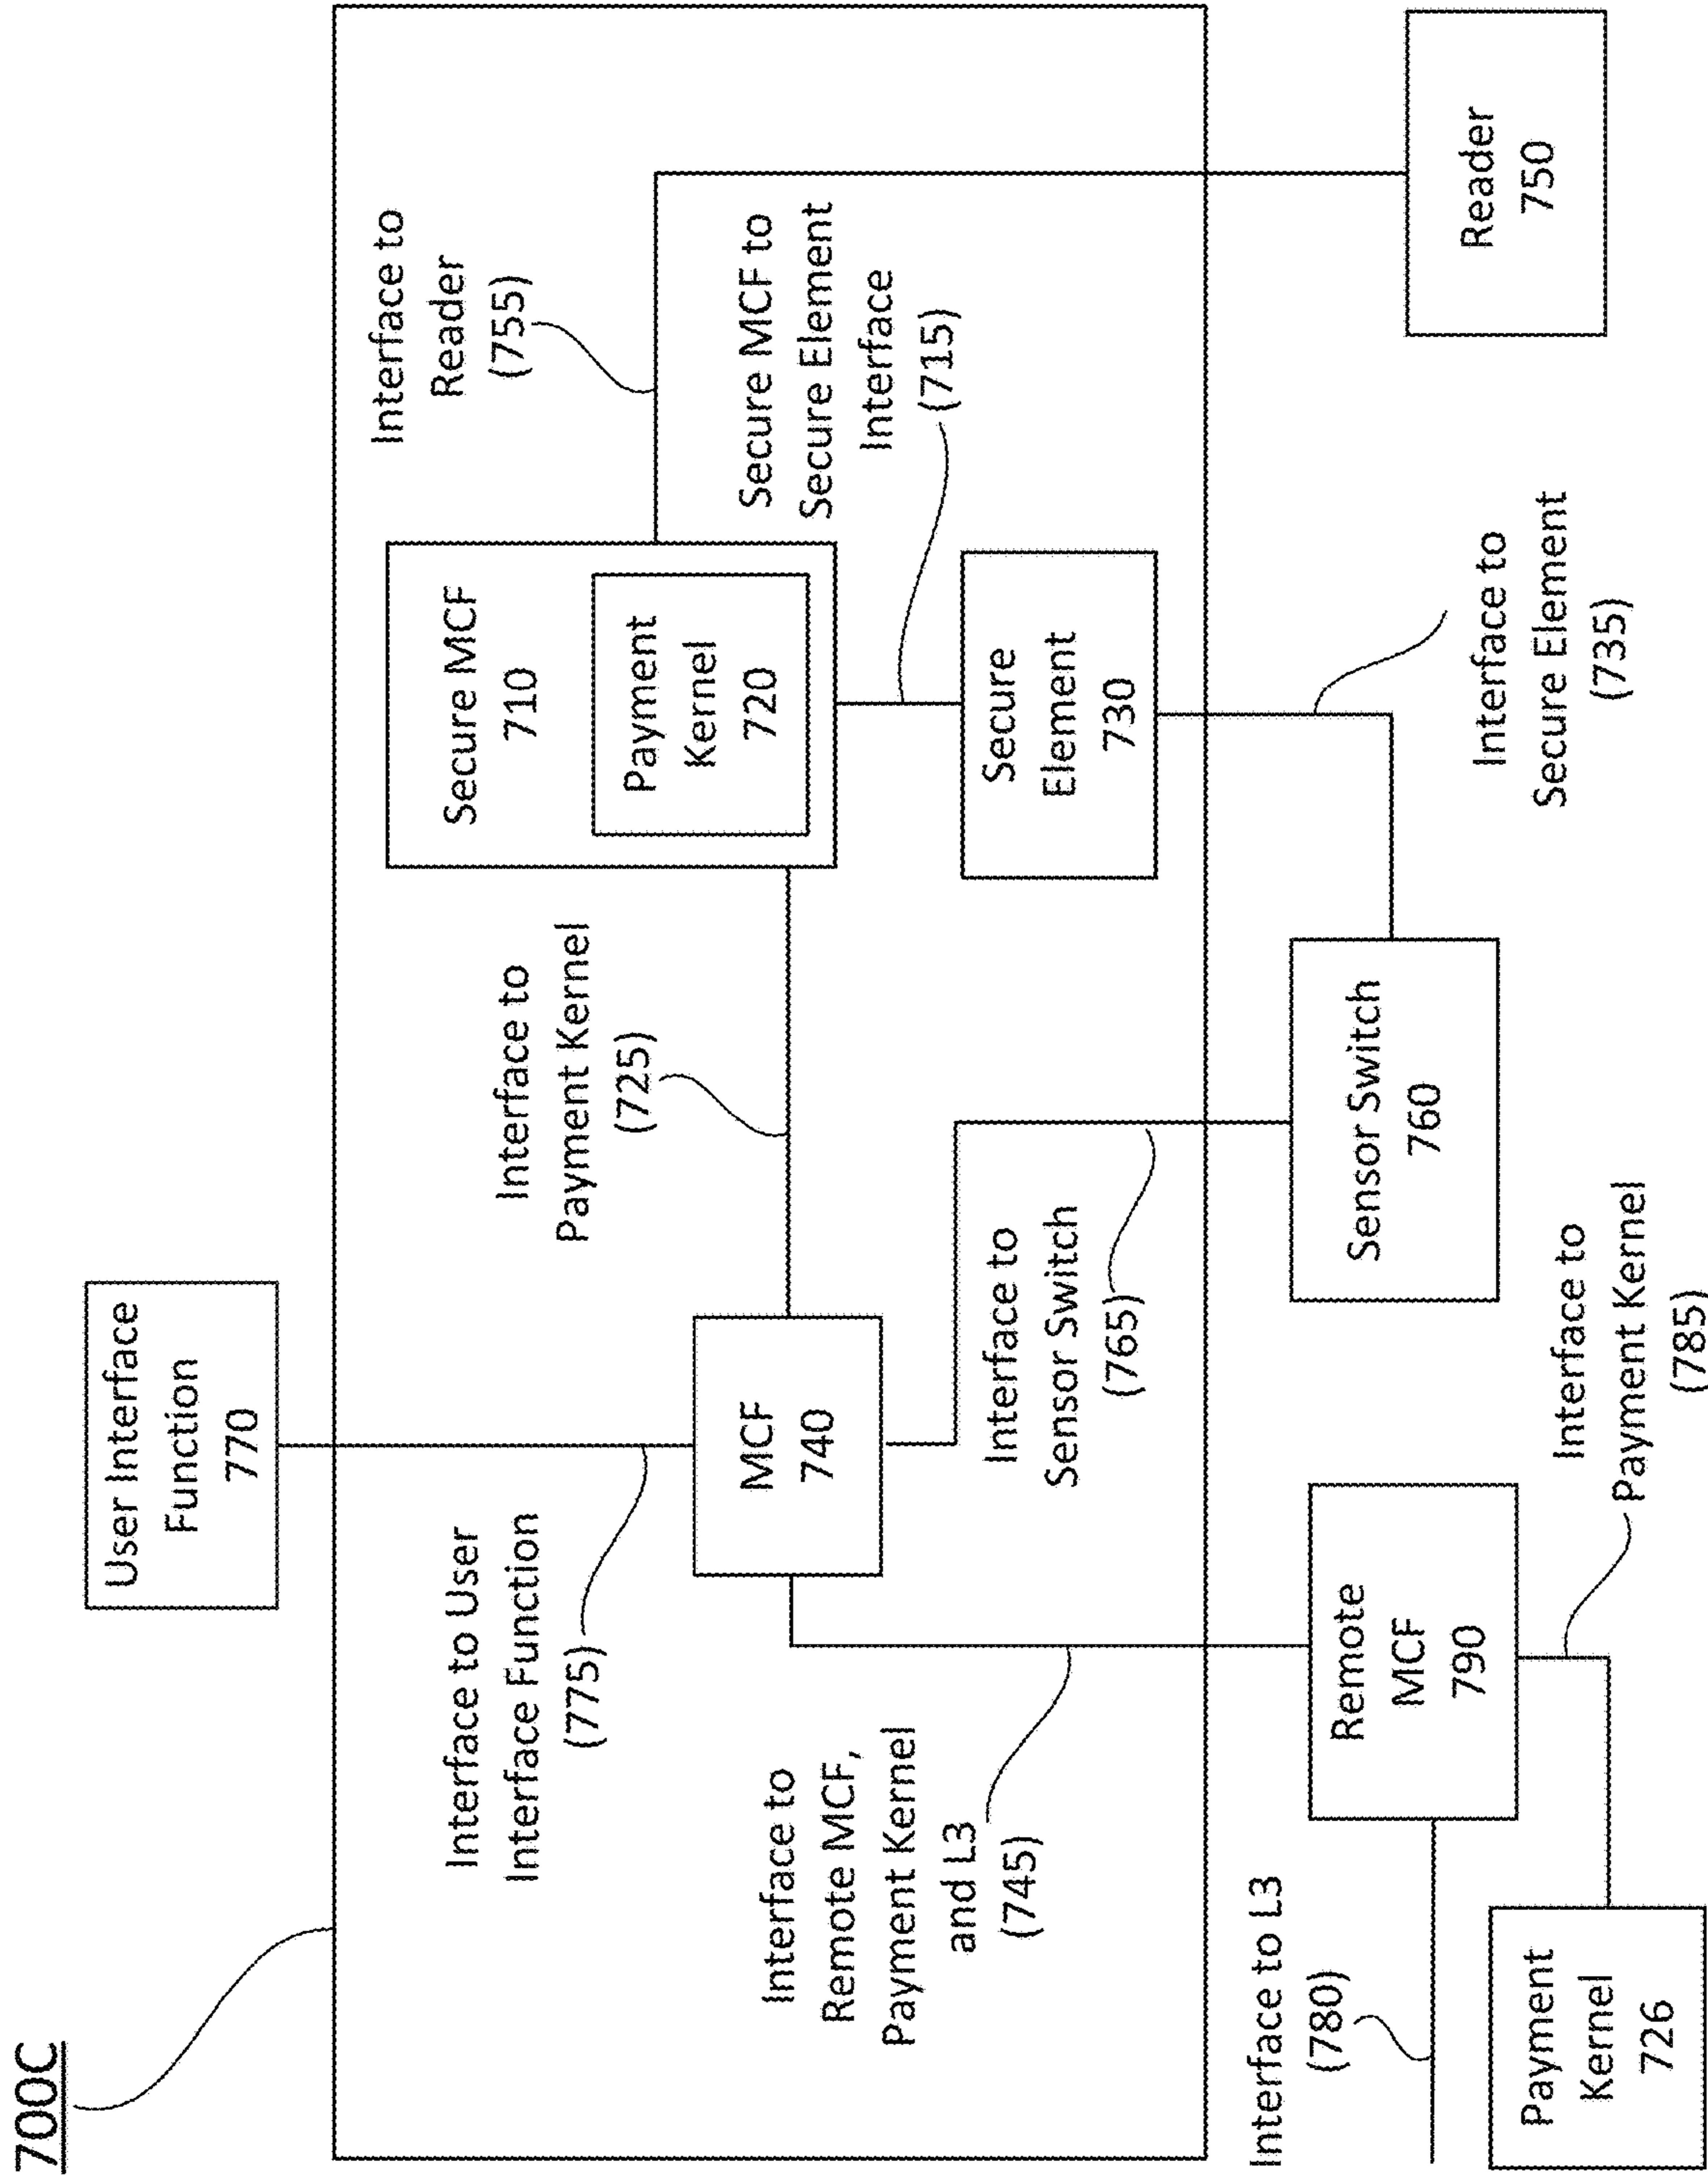 700C
User Interface
Function
770
Interface to User
Interface Function
(775)
Interface to
Payment Kernel
(725)
Secure MCF
710
Payment
Kernel
720
Interface to
Reader
(755)
Secure MCF to
Secure Element
Interface
(715)
MCF
740
Interface to
Remote MCF,
Payment Kernel
and L3
(745)
Interface to
Sensor Switch
(765)
Secure
Element
730
Interface to L3
(780)
Remote
MCF
790
Sensor Switch
760
Interface to
Secure Element
(735)
Reader
750
Payment
Kernel
726
Interface to
Payment Kernel
(785)